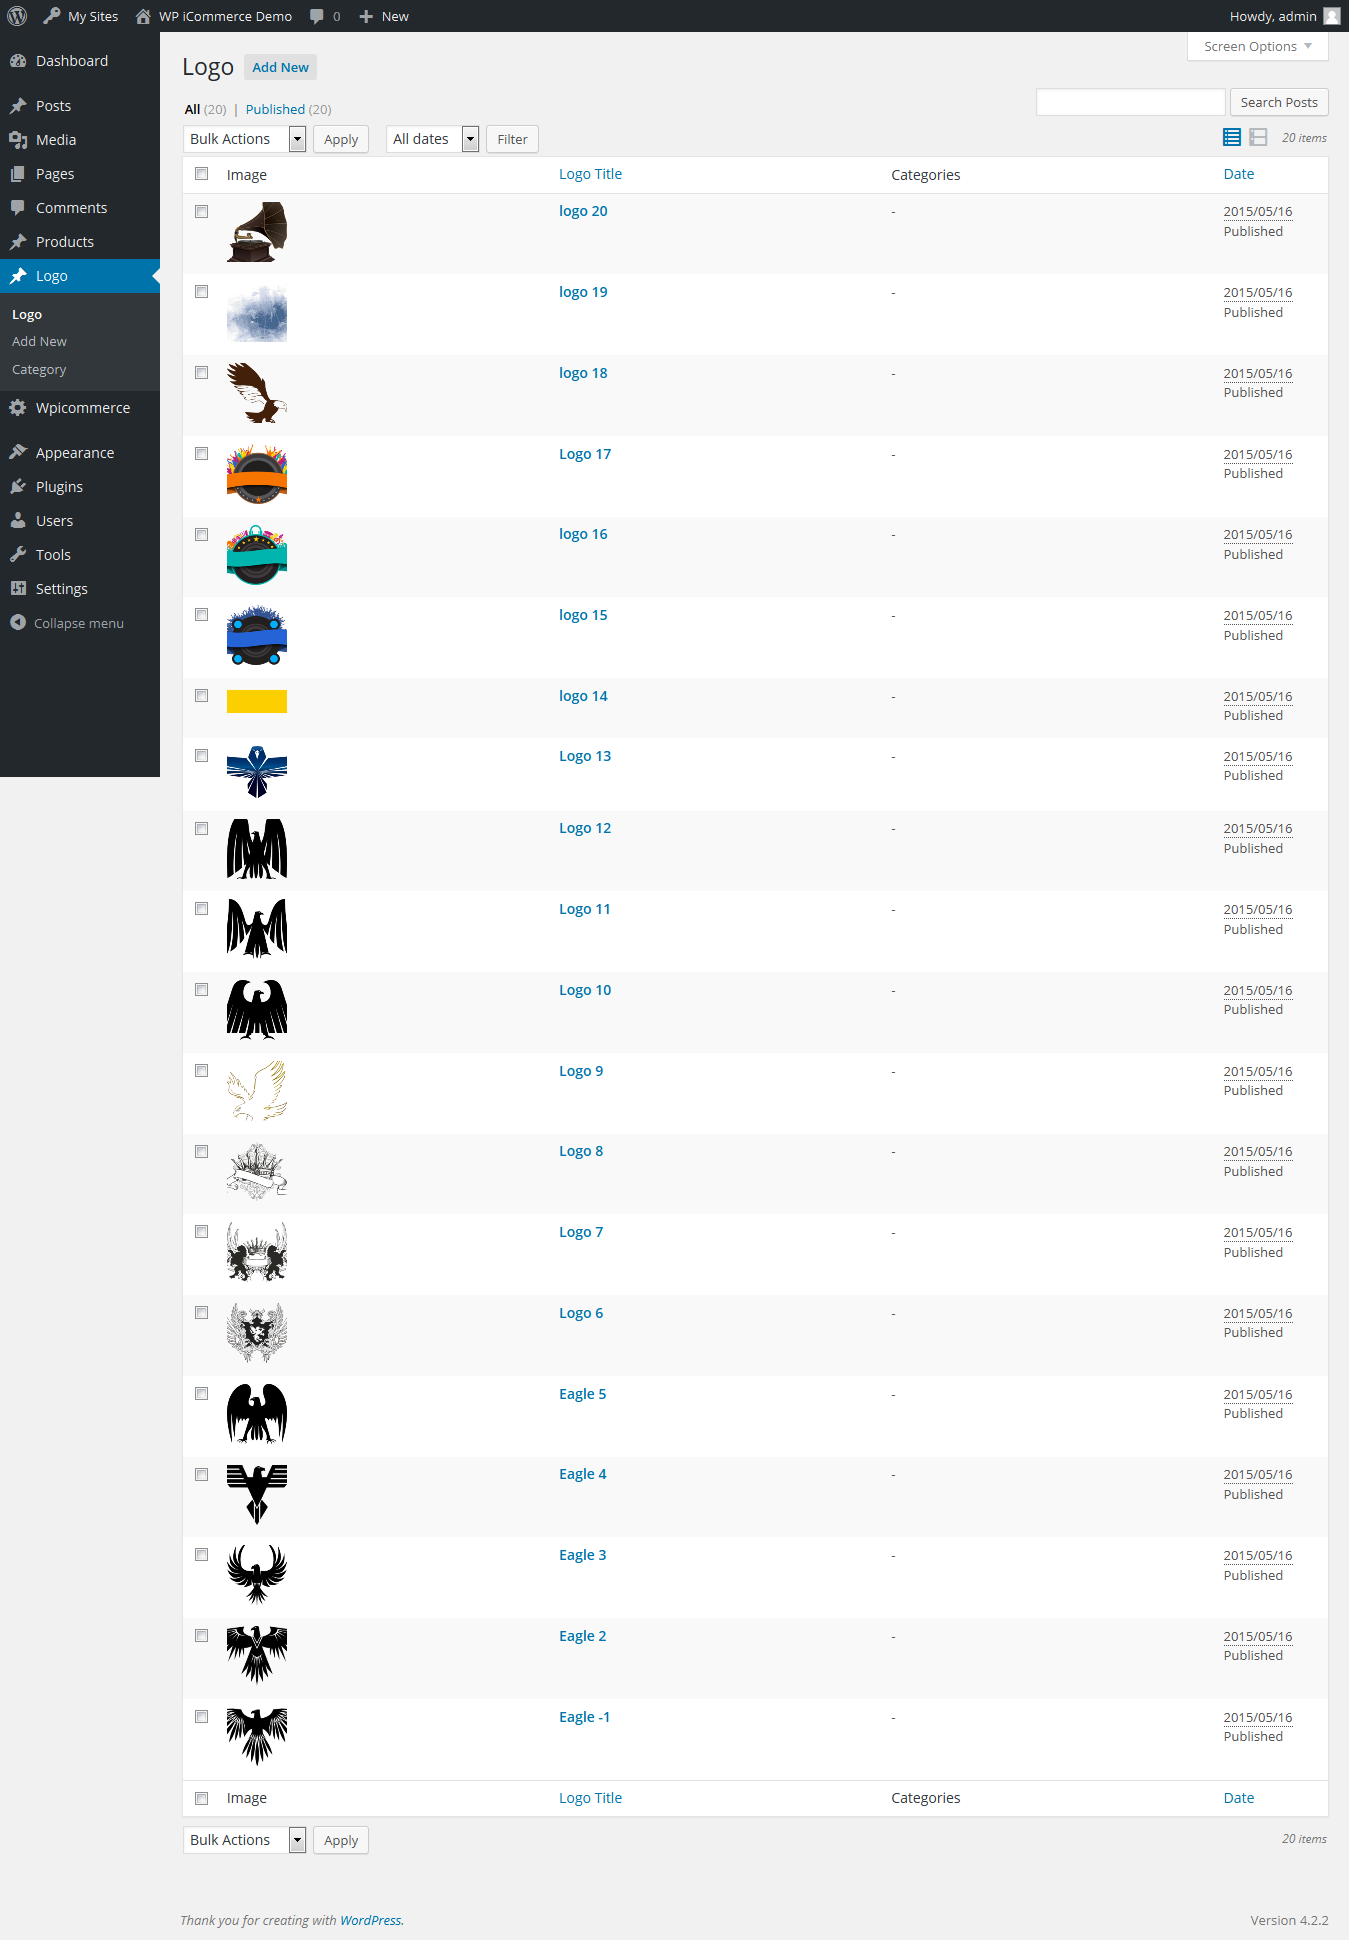 My Sites WP iCommerce Demo 0 New Howdy, admin
Screen Options
Dashboard
Posts
Media
Pages
Comments
Products
Logo
Logo
Add New
Category
Wpicommerce
Appearance
Plugins
Users
Tools
Settings
Collapse menu
Logo Add New
All (20) | Published (20)
Search Posts
Bulk Actions Apply All dates Filter 20 items
Image Logo Title Categories Date
logo 20 - 2015/05/16
Published
logo 19 - 2015/05/16
Published
logo 18 - 2015/05/16
Published
Logo 17 - 2015/05/16
Published
logo 16 - 2015/05/16
Published
logo 15 - 2015/05/16
Published
logo 14 - 2015/05/16
Published
Logo 13 - 2015/05/16
Published
Logo 12 - 2015/05/16
Published
Logo 11 - 2015/05/16
Published
Logo 10 - 2015/05/16
Published
Logo 9 - 2015/05/16
Published
Logo 8 - 2015/05/16
Published
Logo 7 - 2015/05/16
Published
Logo 6 - 2015/05/16
Published
Eagle 5 - 2015/05/16
Published
Eagle 4 - 2015/05/16
Published
Eagle 3 - 2015/05/16
Published
Eagle 2 - 2015/05/16
Published
Eagle -1 - 2015/05/16
Published
Image Logo Title Categories Date
Bulk Actions Apply 20 items
Thank you for creating with WordPress. Version 4.2.2